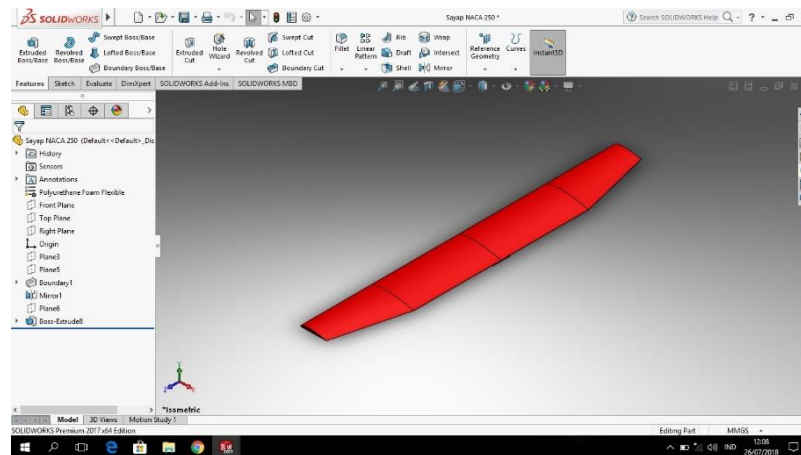 SOLIDWORKS
Sayap NACA 250 *
Search SOLIDWORKS Help
Extruded Boss/Base
Revolved Boss/Base
Swept Boss/Base
Lofted Boss/Base
Boundary Boss/Base
Extruded Cut
Hole Wizard
Revolved Cut
Swept Cut
Lofted Cut
Boundary Cut
Fillet
Linear Pattern
Rib
Draft
Shell
Wrap
Intersect
Mirror
Reference Geometry
Curves
Instant3D
Features Sketch Evaluate DimXpert SOLIDWORKS Add-Ins SOLIDWORKS MBD
Sayap NACA 250 (Default<<Default>_Dis
History
Sensors
Annotations
Polyurethane Foam Flexible
Front Plane
Top Plane
Right Plane
Origin
Plane3
Plane5
Boundary1
Mirror1
Plane6
Boss-Extrude8
*Isometric
Model 3D Views Motion Study 1
SOLIDWORKS Premium 2017 x64 Edition
Editing Part MMGS
IND
12:08
26/07/2018